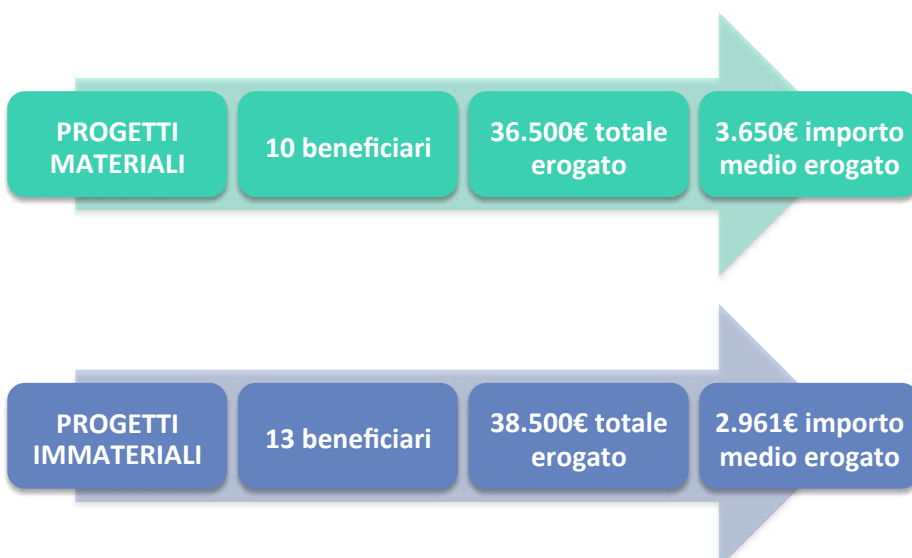 PROGETTI
MATERIALI
10 beneficiari
36.500€ totale
erogato
3.650€ importo
medio erogato
PROGETTI
IMMATERIALI
13 beneficiari
38.500€ totale
erogato
2.961€ importo
medio erogato